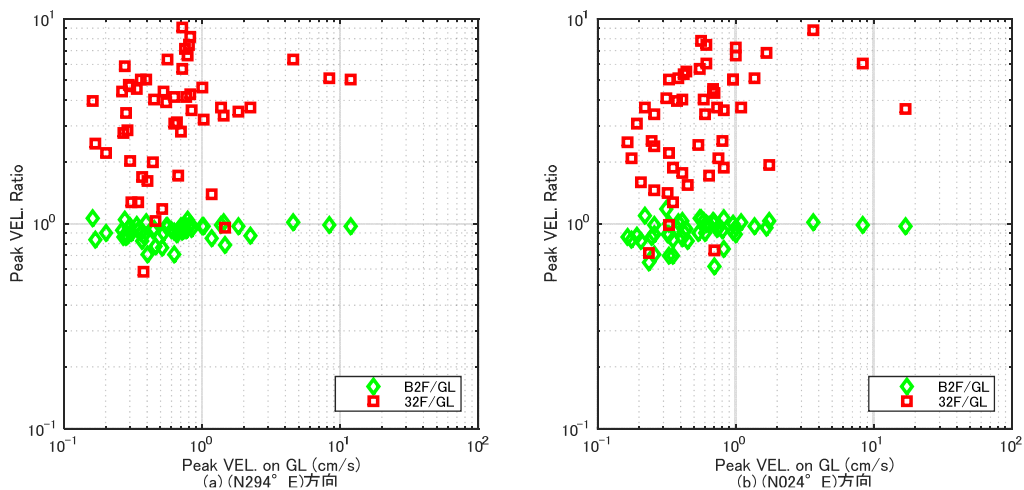 10^1
10^0
10^-1
Peak VEL. Ratio
B2F/GL
32F/GL
10^-1
10^0
10^1
10^2
Peak VEL. on GL (cm/s)
(a) (N294° E)方向
10^1
10^0
10^-1
Peak VEL. Ratio
B2F/GL
32F/GL
10^-1
10^0
10^1
10^2
Peak VEL. on GL (cm/s)
(b) (N024° E)方向